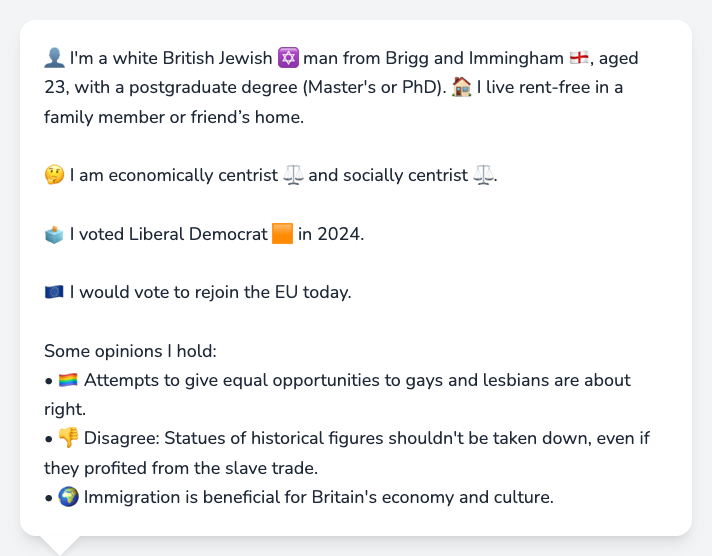 👤 I'm a white British Jewish ✡️ man from Brigg and Immingham 🏴󠁧󠁢󠁥󠁮󠁧󠁿, aged
23, with a postgraduate degree (Master's or PhD). 🏠 I live rent-free in a
family member or friend’s home.
🤔 I am economically centrist ⚖️ and socially centrist ⚖️.
🗳️ I voted Liberal Democrat 🟧 in 2024.
🇪🇺 I would vote to rejoin the EU today.
Some opinions I hold:
• 🏳️‍🌈 Attempts to give equal opportunities to gays and lesbians are about
right.
• 👎 Disagree: Statues of historical figures shouldn't be taken down, even if
they profited from the slave trade.
• 🌍 Immigration is beneficial for Britain's economy and culture.